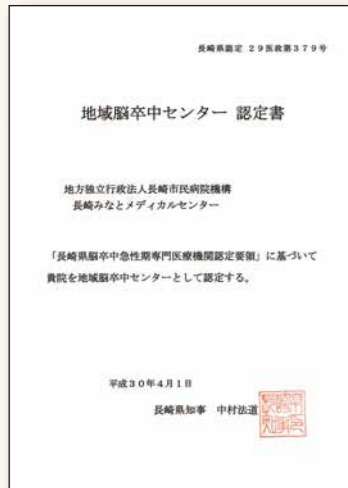 長崎県認定 29医政第379号
地域脳卒中センター 認定書
地方独立行政法人長崎市民病院機構
長崎みなとメディカルセンター
「長崎県脳卒中急性期専門医療機関認定要領」に基づいて
貴院を地域脳卒中センターとして認定する。
平成30年4月1日
長崎県知事 中村法道